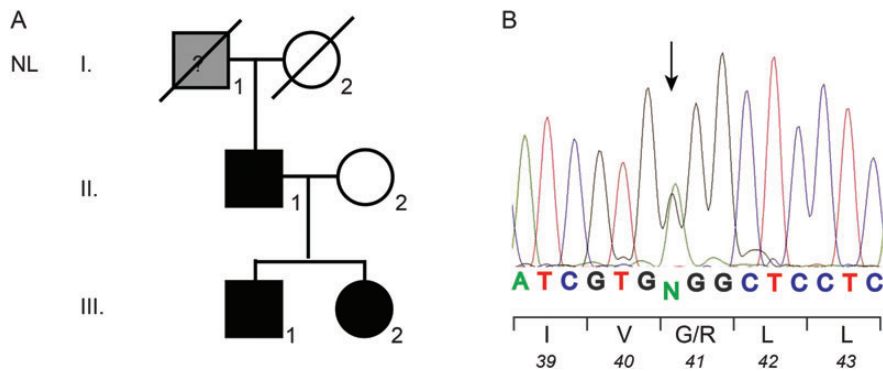 A
NL
I.
?
1
2
II.
1
2
III.
1
2
B
A T C G T G N G G C T C C T C
I V G/R L L
39 40 41 42 43